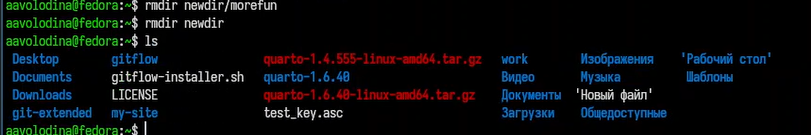 aavolodina@fedora:~$ rmdir newdir/morefun
aavolodina@fedora:~$ rmdir newdir
aavolodina@fedora:~$ ls
Desktop gitflow quarto-1.4.555-linux-amd64.tar.gz work Изображения 'Рабочий стол'
Documents gitflow-installer.sh quarto-1.6.40 Видео Музыка Шаблоны
Downloads LICENSE quarto-1.6.40-linux-amd64.tar.gz Документы 'Новый файл'
git-extended my-site test_key.asc Загрузки Общедоступные
aavolodina@fedora:~$